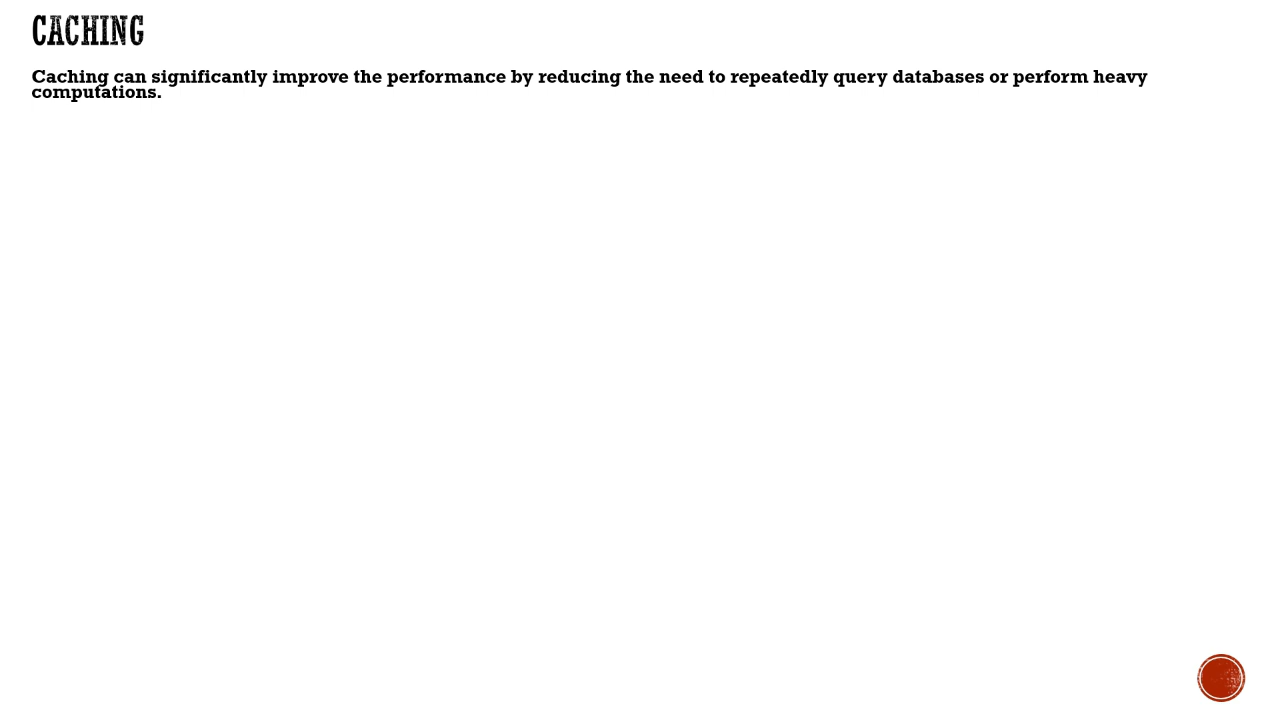 CACHING
Caching can significantly improve the performance by reducing the need to repeatedly query databases or perform heavy
computations.